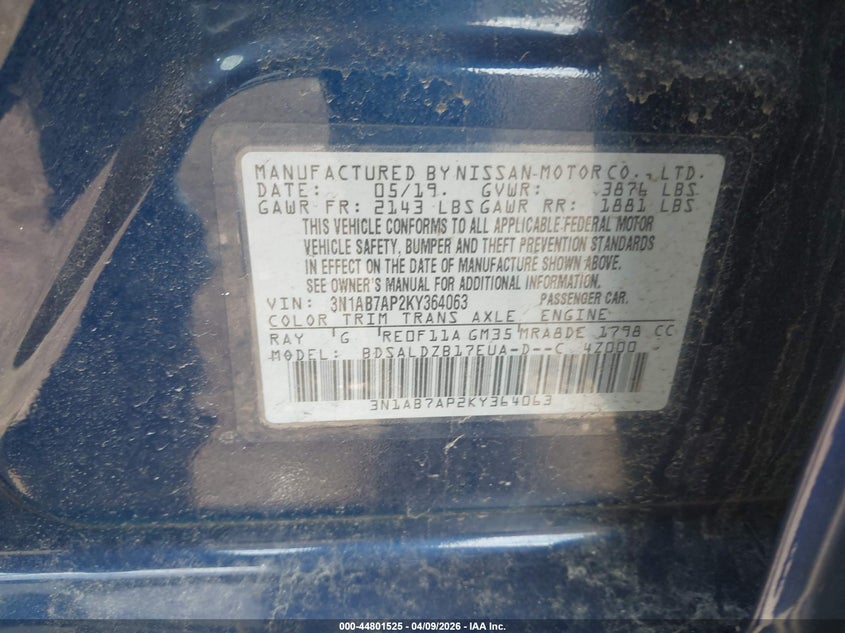 MANUFACTURED BY NISSAN MOTOR CO., LTD.
DATE: 05/19. GVWR: 3876 LBS
GAWR FR: 2143 LBS GAWR RR: 1881 LBS
THIS VEHICLE CONFORMS TO ALL APPLICABLE FEDERAL MOTOR
VEHICLE SAFETY, BUMPER AND THEFT PREVENTION STANDARDS
IN EFFECT ON THE DATE OF MANUFACTURE SHOWN ABOVE.
SEE OWNER'S MANUAL FOR ADDITIONAL INFORMATION.
VIN: 3N1AB7AP2KY364063 PASSENGER CAR.
COLOR TRIM TRANS AXLE ENGINE
RAY G RE0F11A GM35 MRA8DE 1798 CC
MODEL: BDSALDZB17EUA-D--C 4Z000
3N1AB7AP2KY364063
000-44801525 | 04/09/2026 - IAA Inc.